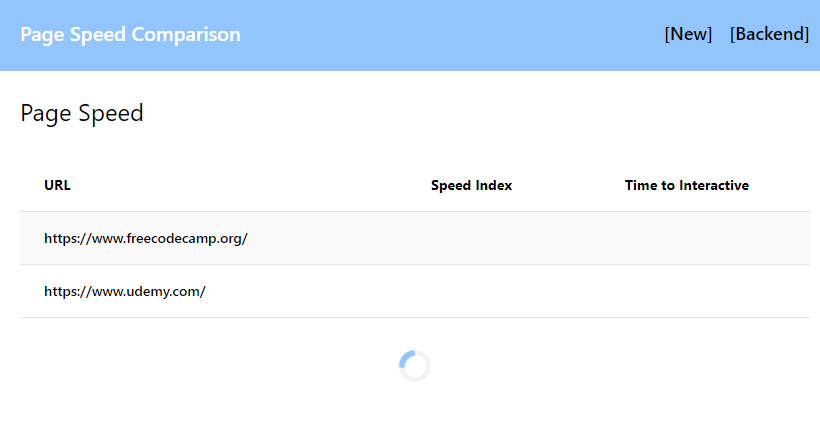 Page Speed Comparison [New] [Backend]
Page Speed
URL Speed Index Time to Interactive
https://www.freecodecamp.org/
https://www.udemy.com/